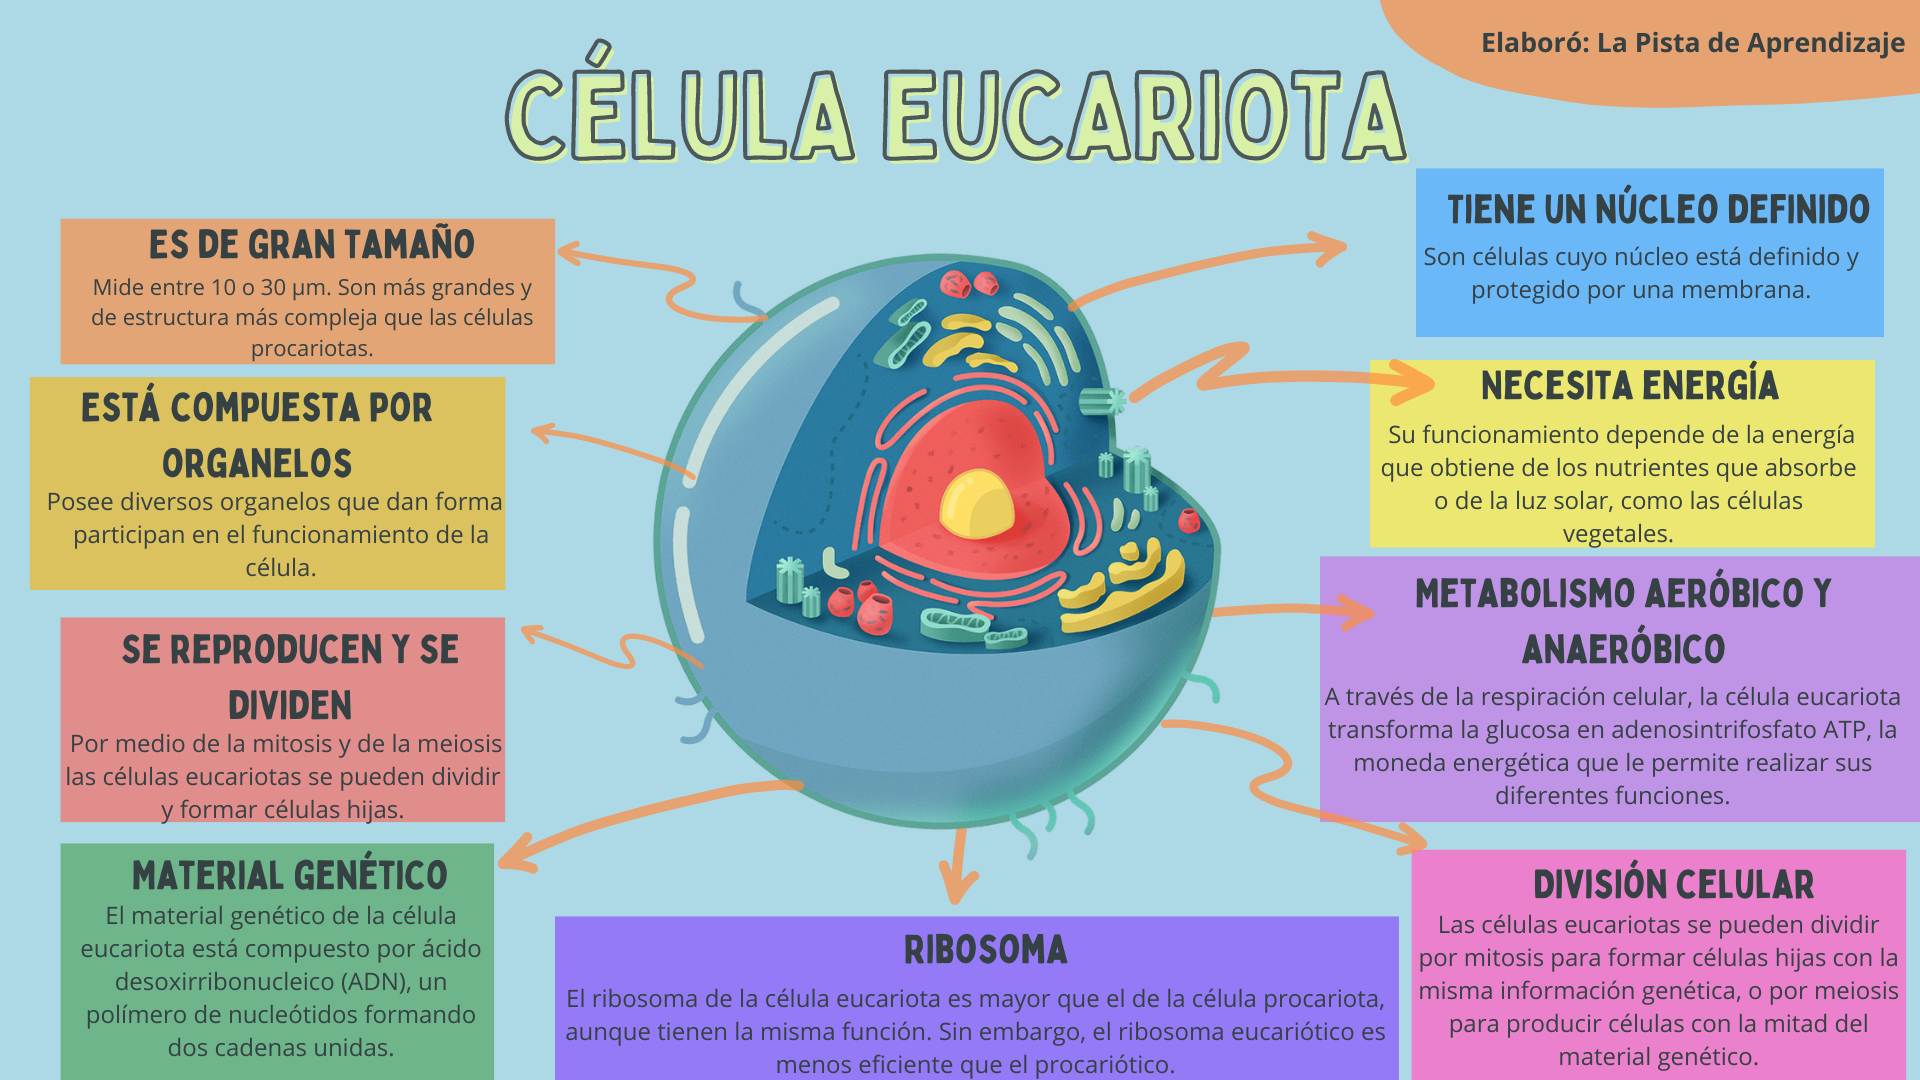 Elaboró: La Pista de Aprendizaje
CÉLULA EUCARIOTA
ES DE GRAN TAMAÑO
Mide entre 10 o 30 µm. Son más grandes y
de estructura más compleja que las células
procariotas.
ESTÁ COMPUESTA POR
ORGANELOS
Posee diversos organelos que dan forma
participan en el funcionamiento de la
célula.
SE REPRODUCEN Y SE
DIVIDEN
Por medio de la mitosis y de la meiosis
las células eucariotas se pueden dividir
y formar células hijas.
MATERIAL GENÉTICO
El material genético de la célula
eucariota está compuesto por ácido
desoxirribonucleico (ADN), un
polímero de nucleótidos formando
dos cadenas unidas.
RIBOSOMA
El ribosoma de la célula eucariota es mayor que el de la célula procariota,
aunque tienen la misma función. Sin embargo, el ribosoma eucariótico es
menos eficiente que el procariótico.
TIENE UN NÚCLEO DEFINIDO
Son células cuyo núcleo está definido y
protegido por una membrana.
NECESITA ENERGÍA
Su funcionamiento depende de la energía
que obtiene de los nutrientes que absorbe
o de la luz solar, como las células
vegetales.
METABOLISMO AERÓBICO Y
ANAERÓBICO
A través de la respiración celular, la célula eucariota
transforma la glucosa en adenosintrifosfato ATP, la
moneda energética que le permite realizar sus
diferentes funciones.
DIVISIÓN CELULAR
Las células eucariotas se pueden dividir
por mitosis para formar células hijas con la
misma información genética, o por meiosis
para producir células con la mitad del
material genético.